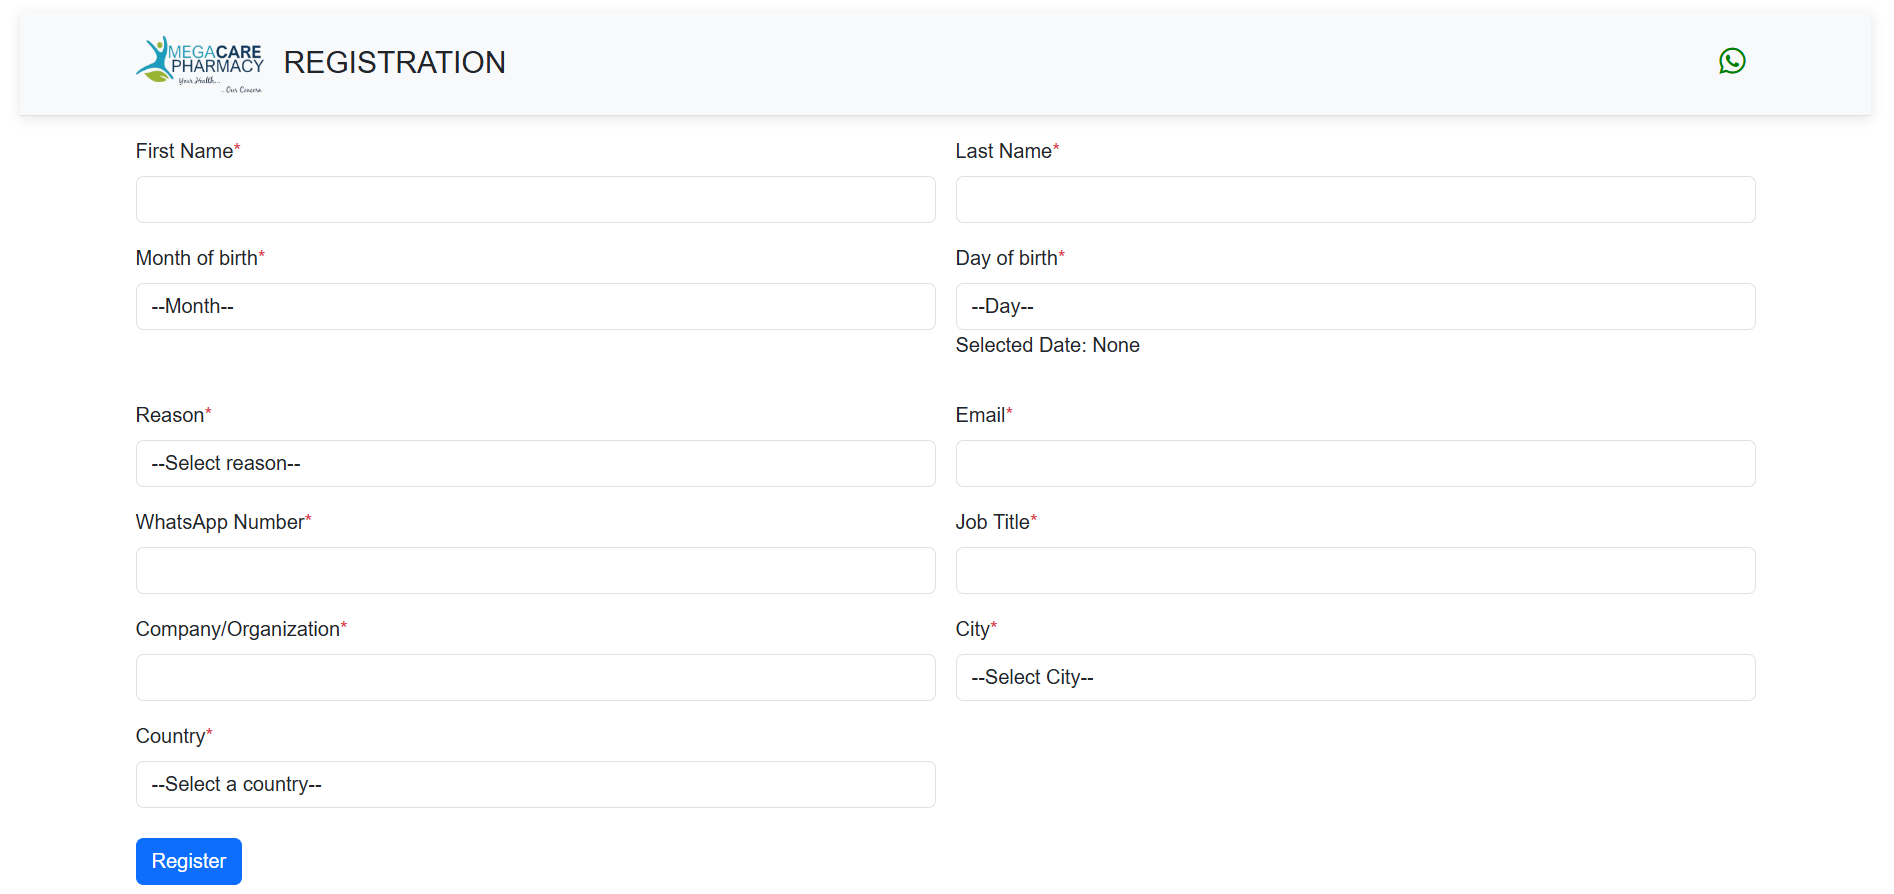 MEGACARE
PHARMACY
Your Health...
...Our Concern
REGISTRATION
First Name*
Last Name*
Month of birth*
--Month--
Day of birth*
--Day--
Selected Date: None
Reason*
--Select reason--
Email*
WhatsApp Number*
Job Title*
Company/Organization*
City*
--Select City--
Country*
--Select a country--
Register